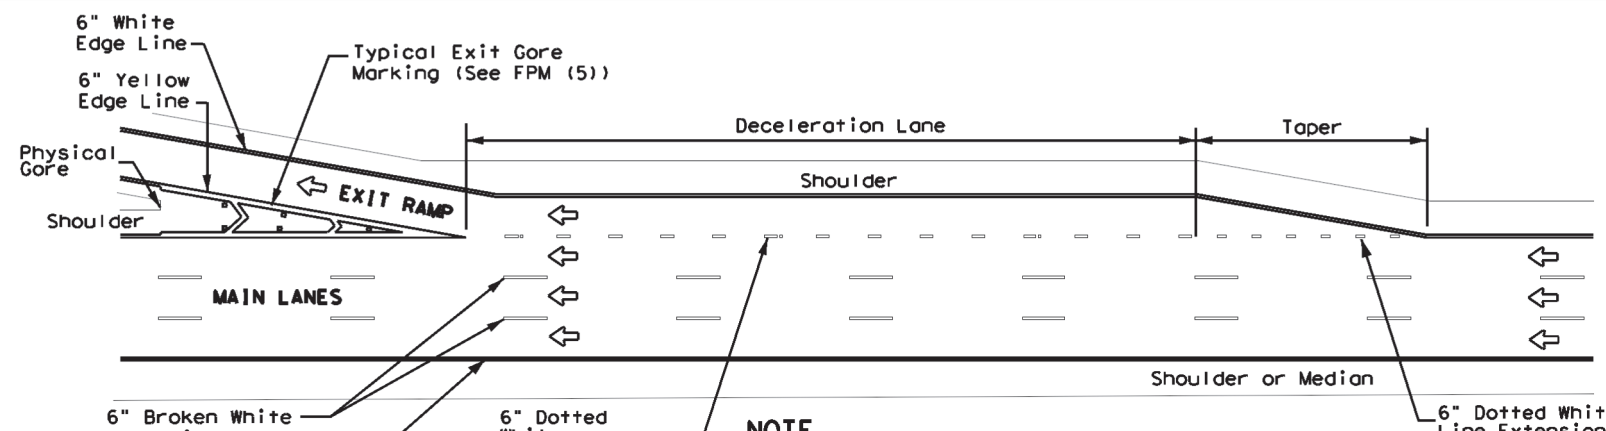 6" White
Edge Line
Typical Exit Gore
Marking (See FPM (5))
6" Yellow
Edge Line
Deceleration Lane
Taper
Physical
Gore
Shoulder
EXIT RAMP
Shoulder
MAIN LANES
Shoulder or Median
6" Broken White
6" Dotted
NOTE
6" Dotted Whit
Line Extension